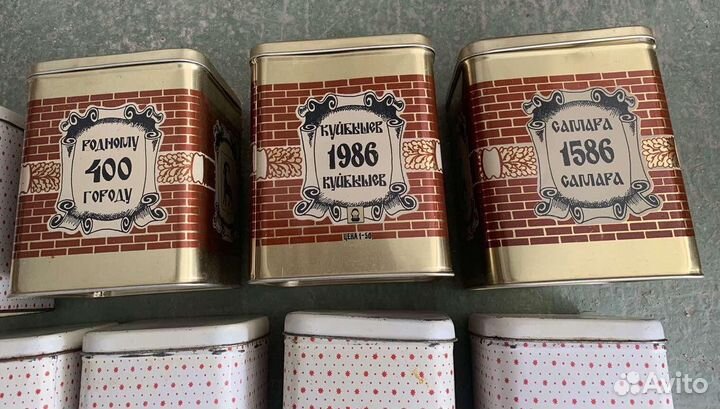 РОДНОМУ
400
ГОРОДУ
КУЙБЫШЕВ
1986
КУЙБЫШЕВ
ЦЕНА 1-50
САМАРА
1586
САМАРА
Avito